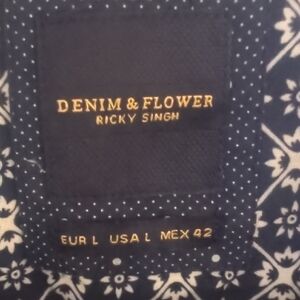 DENIM & FLOWER
RICKY SINGH
EUR L USA L MEX 42